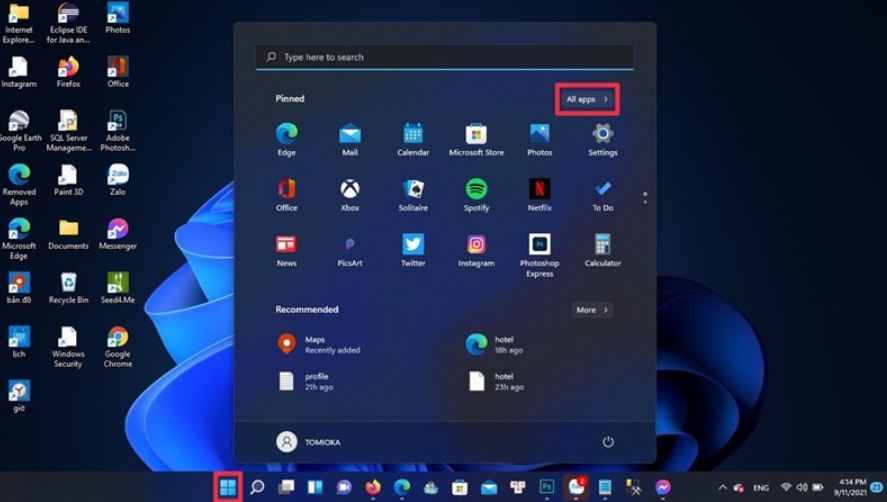 Internet
Explore...
Eclipse IDE
for Java an...
Photos
Instagram
Firefox
Office
Google Earth
Pro
SQL Server
Manageme...
Adobe
Photosh...
Removed
Apps
Paint 3D
Zalo
Zalo
Microsoft
Edge
Documents
Messenger
bản đồ
Recycle Bin
Seed4.Me
lịch
Windows
Security
Google
Chrome
giờ
Type here to search
Pinned
All apps >
Edge
Mail
Calendar
Microsoft Store
Photos
Settings
Office
Xbox
Solitaire
Spotify
Netflix
To Do
News
PicsArt
Twitter
Instagram
Photoshop
Express
Calculator
Recommended
More >
Maps
Recently added
hotel
18h ago
profile
21h ago
hotel
23h ago
TOMIOKA
ENG
4:14 PM
9/11/2021
23